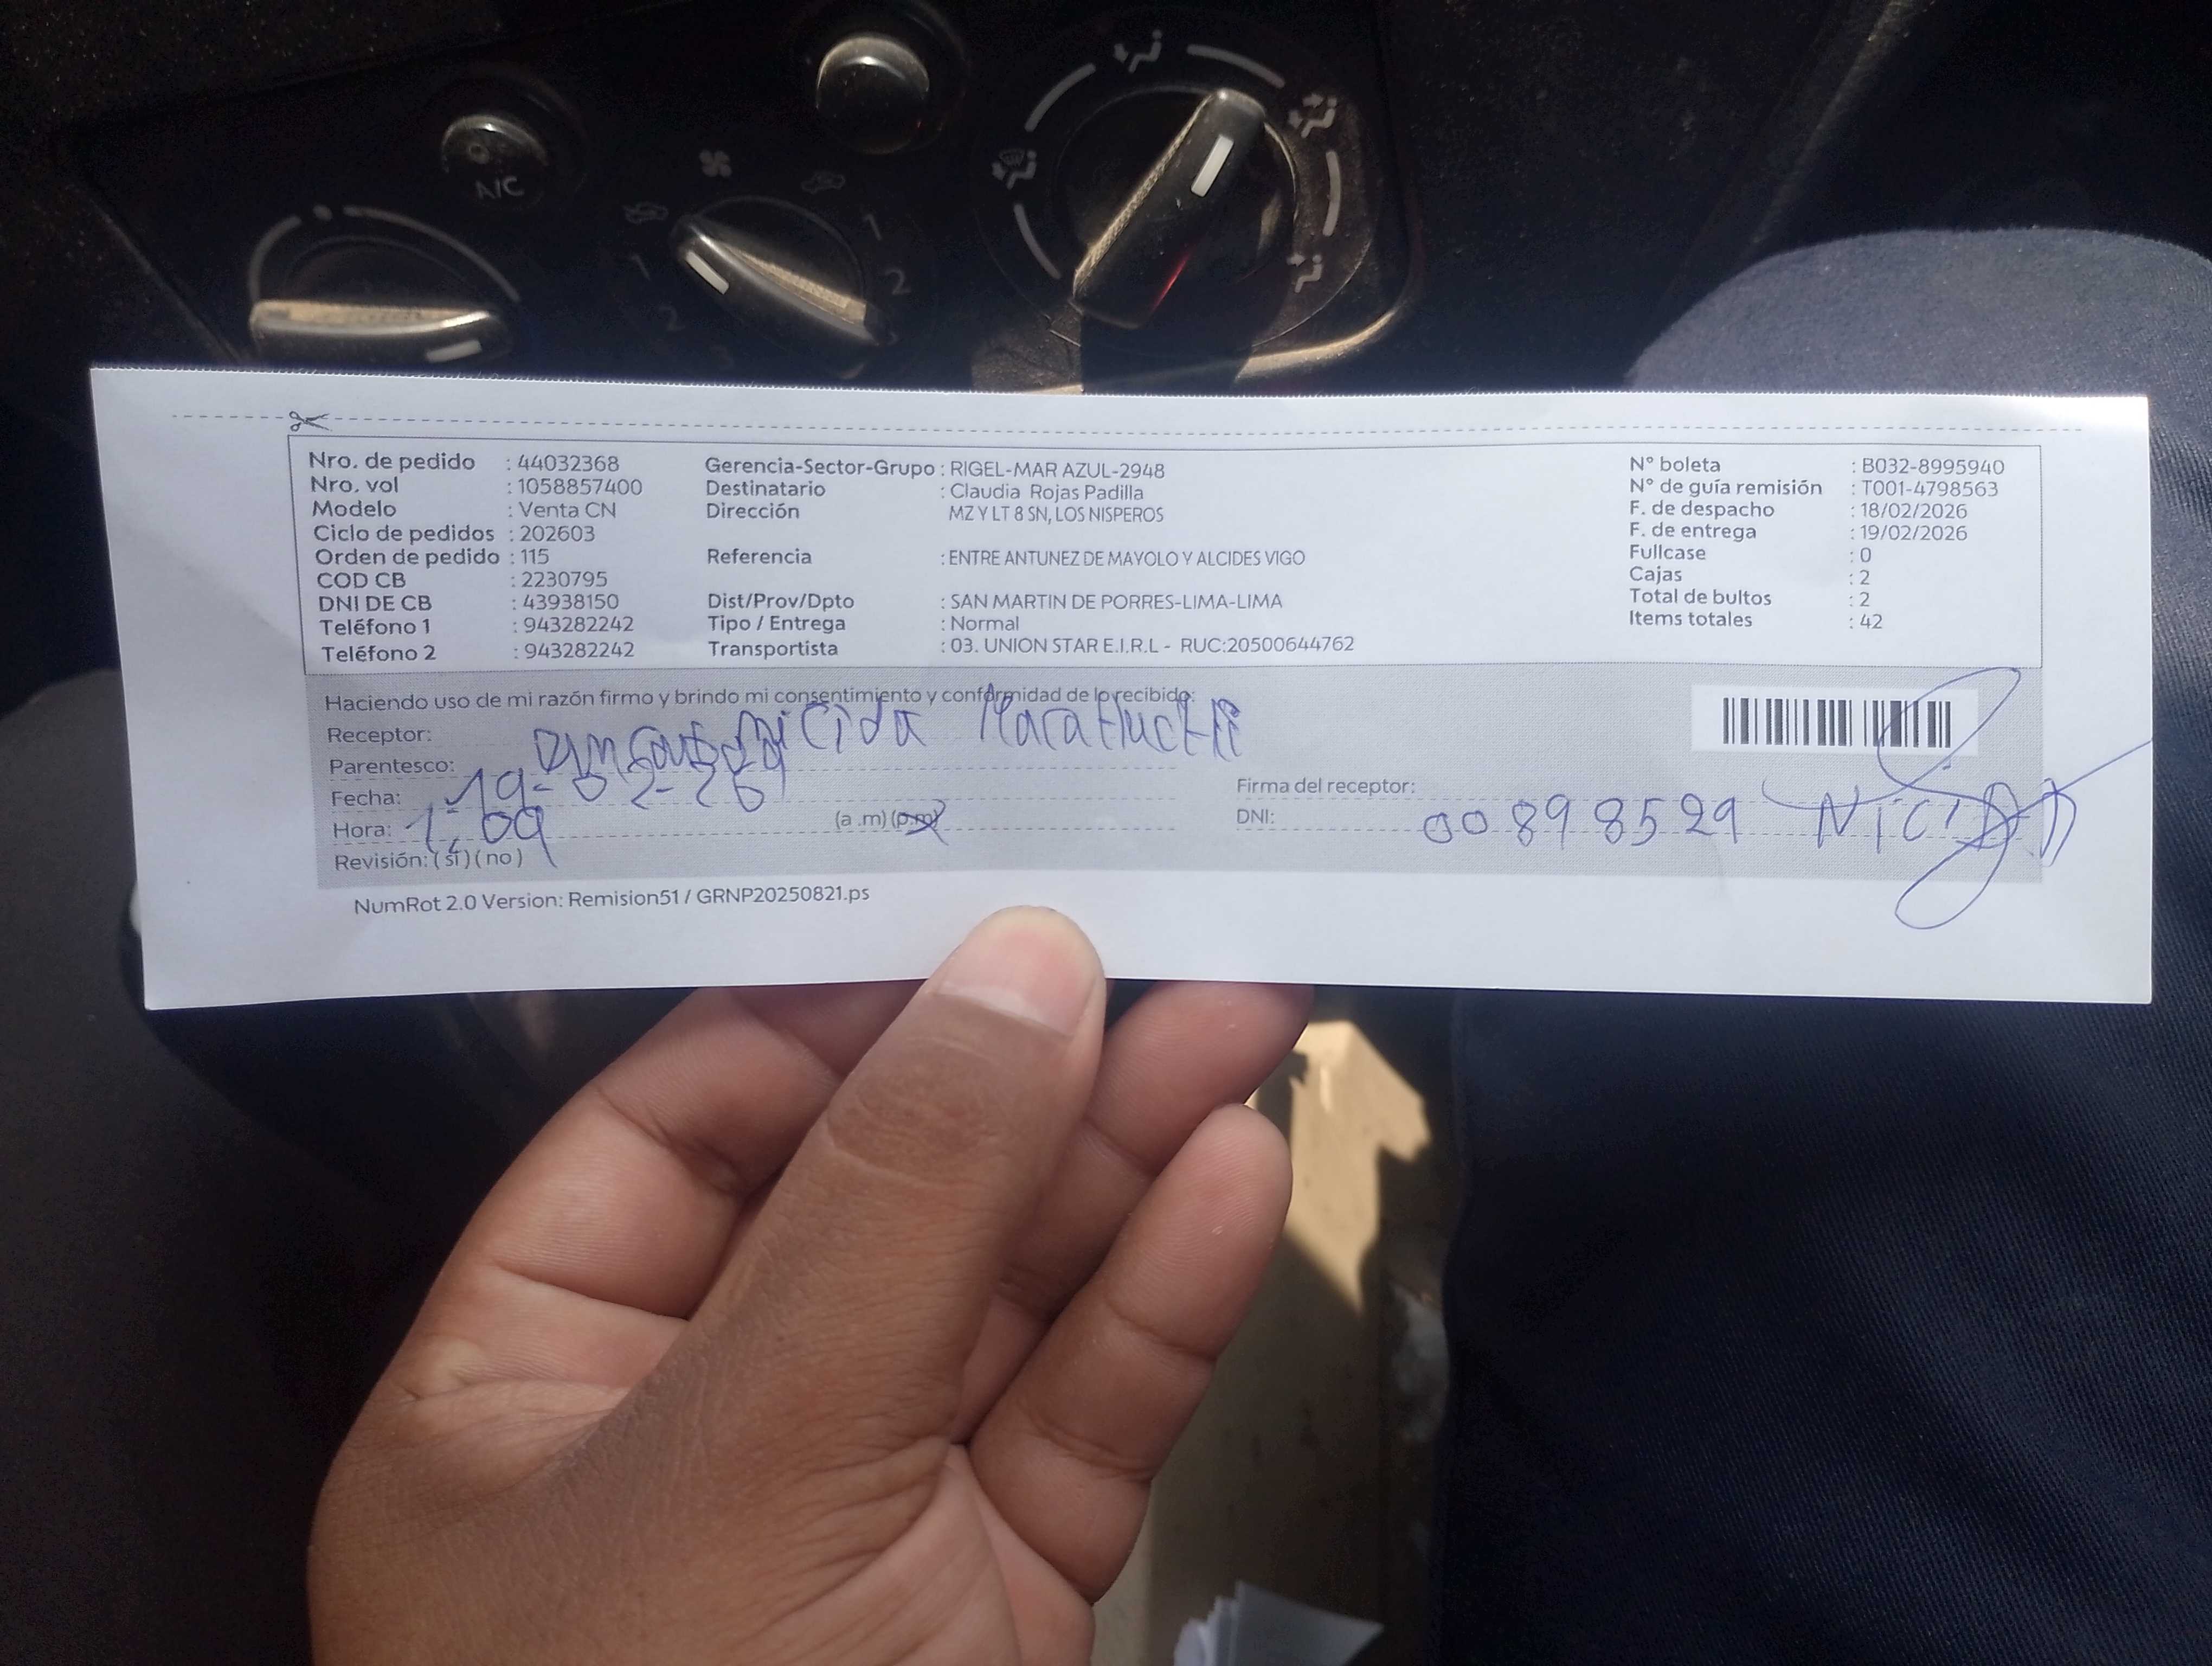 A/C
1
2
1
2
Nro. de pedido : 44032368
Nro. vol : 1058857400
Modelo : Venta CN
Ciclo de pedidos : 202603
Orden de pedido : 115
COD CB : 2230795
DNI DE CB : 43938150
Teléfono 1 : 943282242
Teléfono 2 : 943282242
Gerencia-Sector-Grupo : RIGEL-MAR AZUL-2948
Destinatario : Claudia Rojas Padilla
Dirección MZ Y LT 8 SN, LOS NISPEROS
Referencia : ENTRE ANTUNEZ DE MAYOLO Y ALCIDES VIGO
Dist/Prov/Dpto : SAN MARTIN DE PORRES-LIMA-LIMA
Tipo / Entrega : Normal
Transportista : 03. UNION STAR E.I.R.L - RUC:20500644762
N° boleta : B032-8995940
N° de guía remisión : T001-4798563
F. de despacho : 18/02/2026
F. de entrega : 19/02/2026
Fullcase : 0
Cajas : 2
Total de bultos : 2
Items totales : 42
Haciendo uso de mi razón firmo y brindo mi consentimiento y conformidad de lo recibido:
Receptor: Nicida
Parentesco:
Fecha: 19-02-26
Hora: 1:09 (a .m) (p.m)
Revisión: ( sí ) ( no )
Firma del receptor:
DNI: 00898529 NiCiDA
NumRot 2.0 Version: Remision51 / GRNP20250821.ps